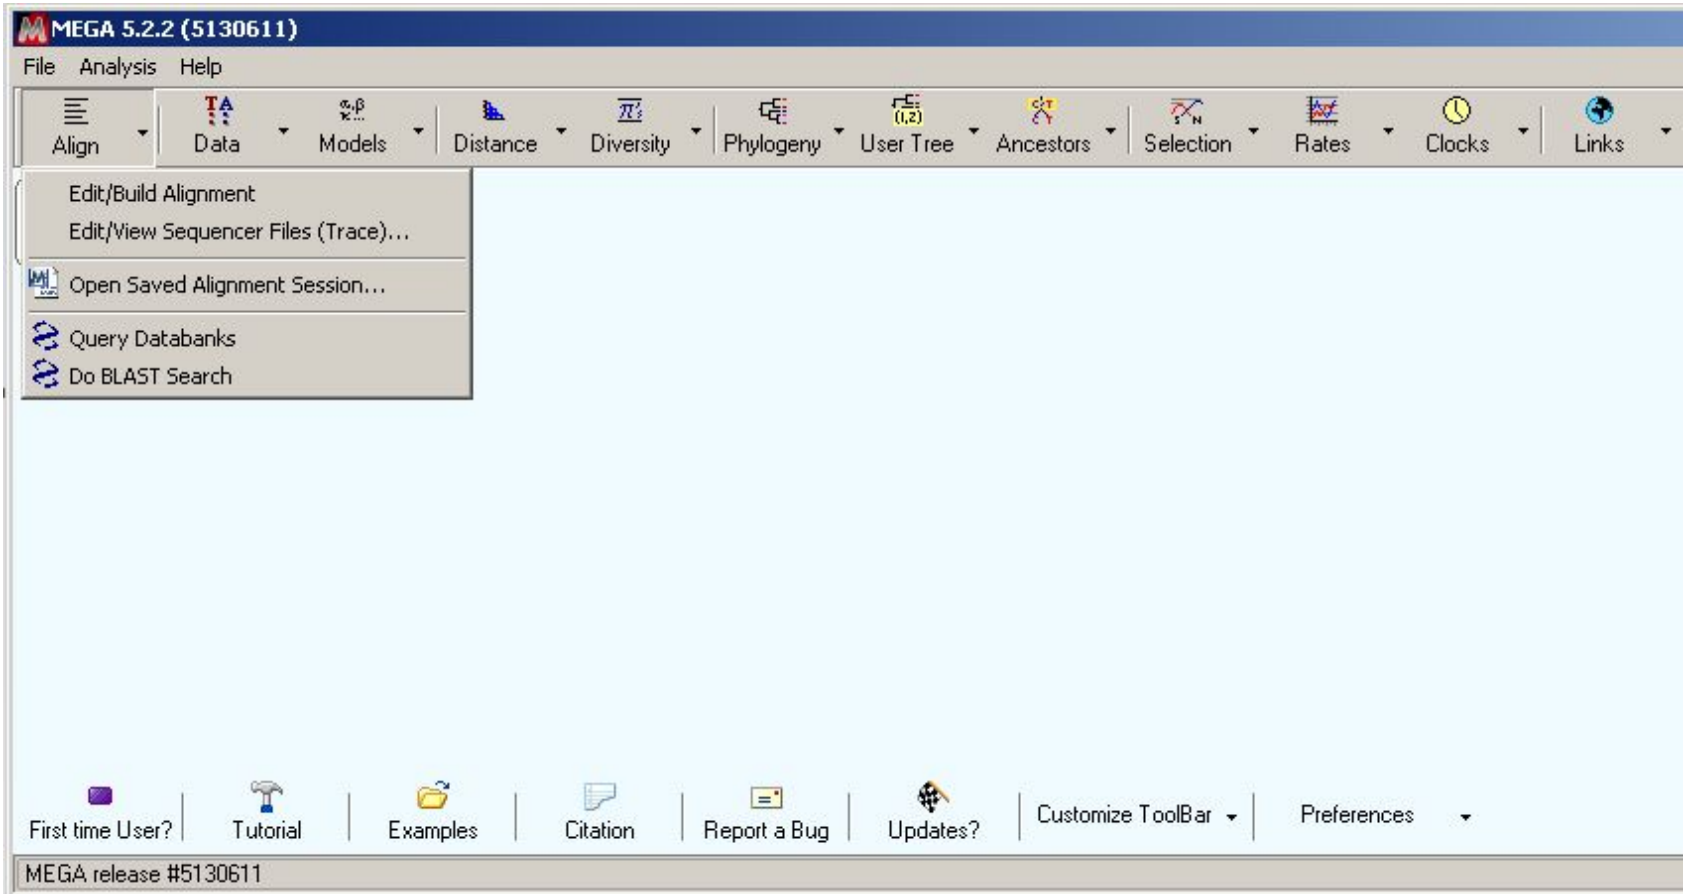 MEGA 5.2.2 (5130611)
File Analysis Help
Align Data Models Distance Diversity Phylogeny User Tree Ancestors Selection Rates Clocks Links
Edit/Build Alignment
Edit/View Sequencer Files (Trace)...
Open Saved Alignment Session...
Query Databanks
Do BLAST Search
First time User? Tutorial Examples Citation Report a Bug Updates? Customize ToolBar Preferences
MEGA release #5130611